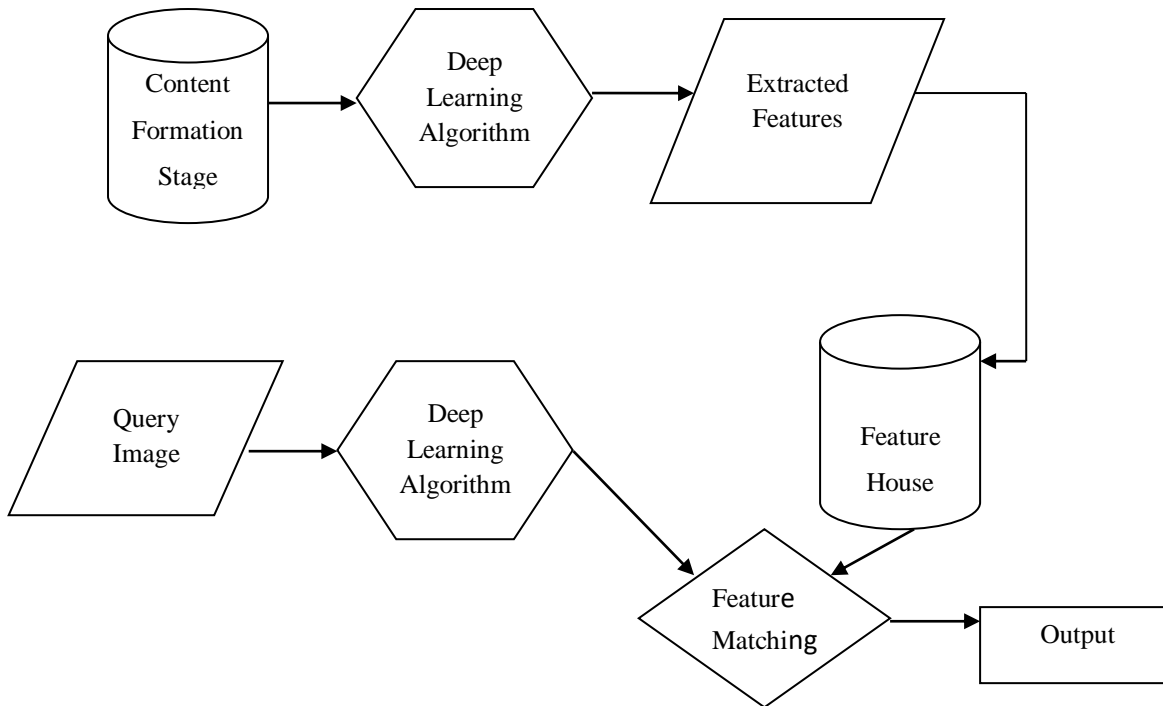 Content
Formation
Stage
Deep
Learning
Algorithm
Extracted
Features
Query
Image
Deep
Learning
Algorithm
Feature
House
Feature
Matching
Output